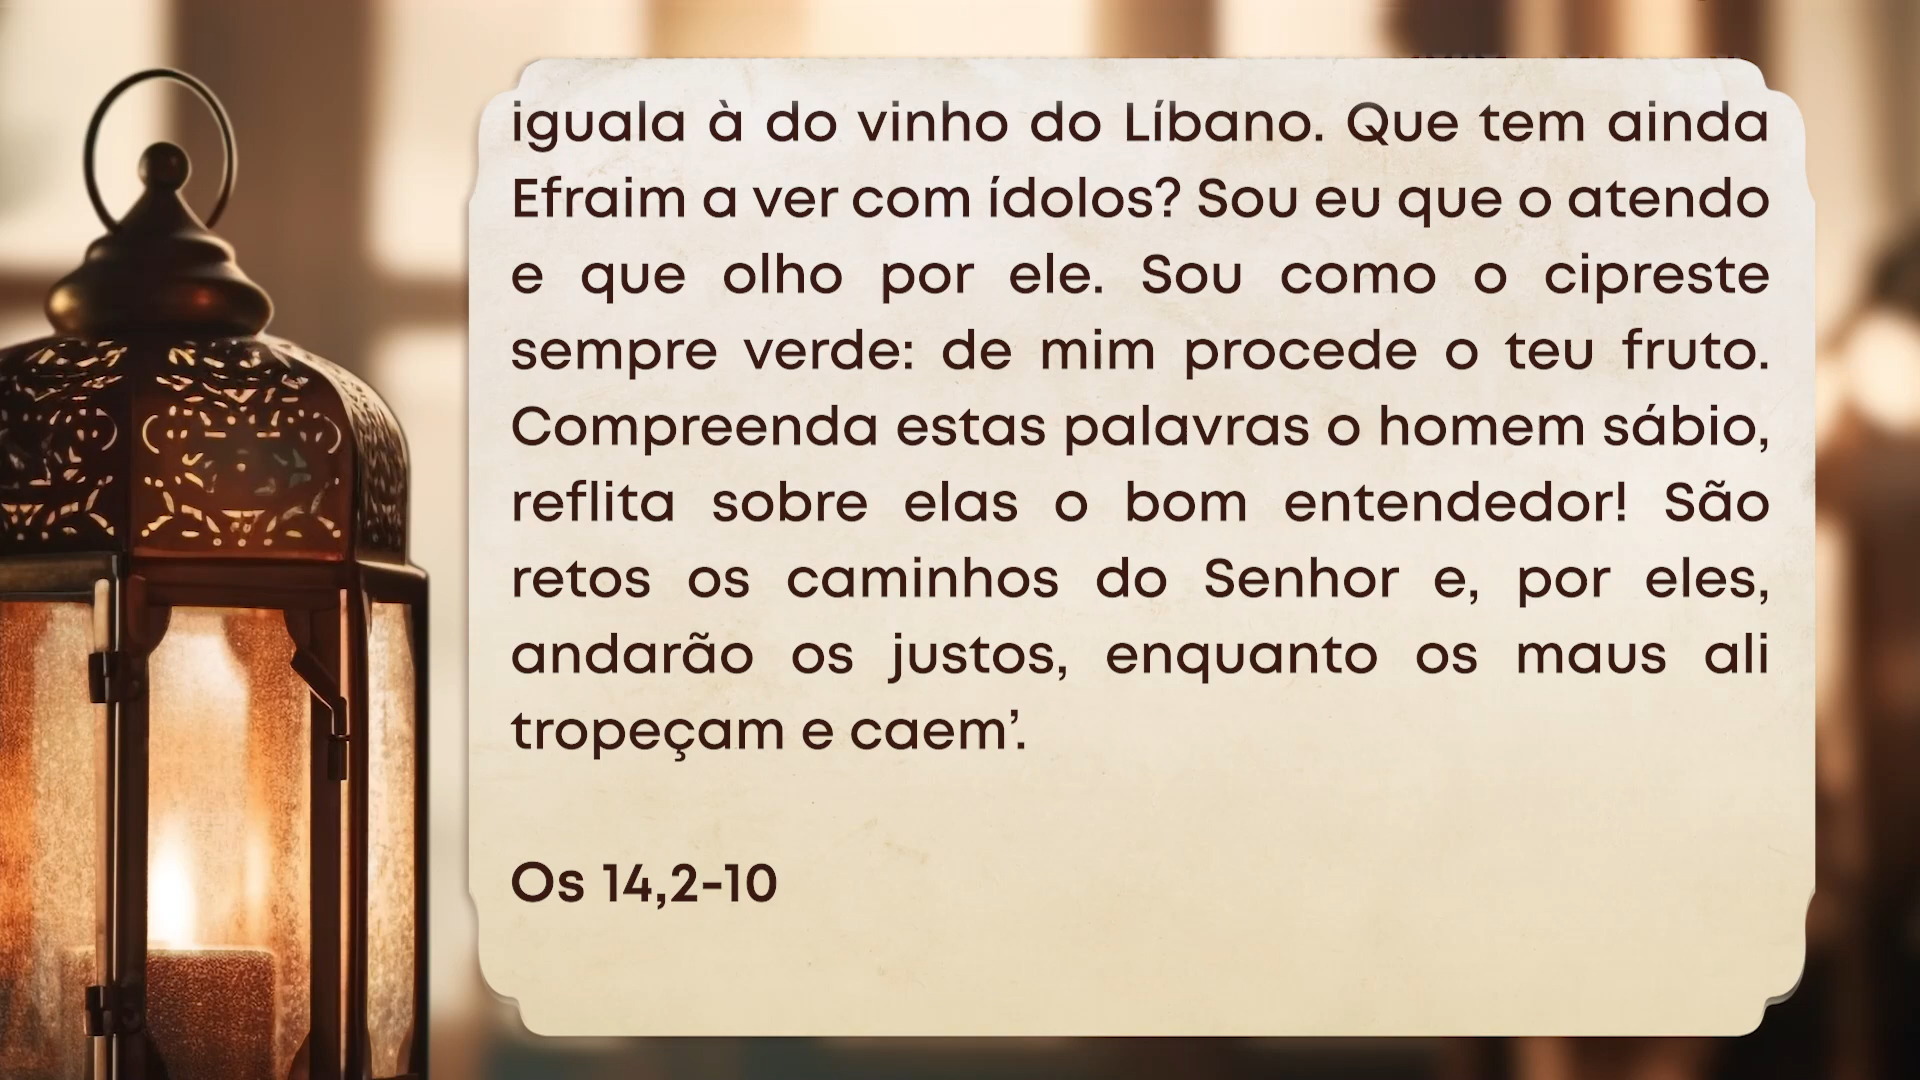 iguala à do vinho do Líbano. Que tem ainda
Efraim a ver com ídolos? Sou eu que o atendo
e que olho por ele. Sou como o cipreste
sempre verde: de mim procede o teu fruto.
Compreenda estas palavras o homem sábio,
reflita sobre elas o bom entendedor! São
retos os caminhos do Senhor e, por eles,
andarão os justos, enquanto os maus ali
tropeçam e caem’.
Os 14,2-10